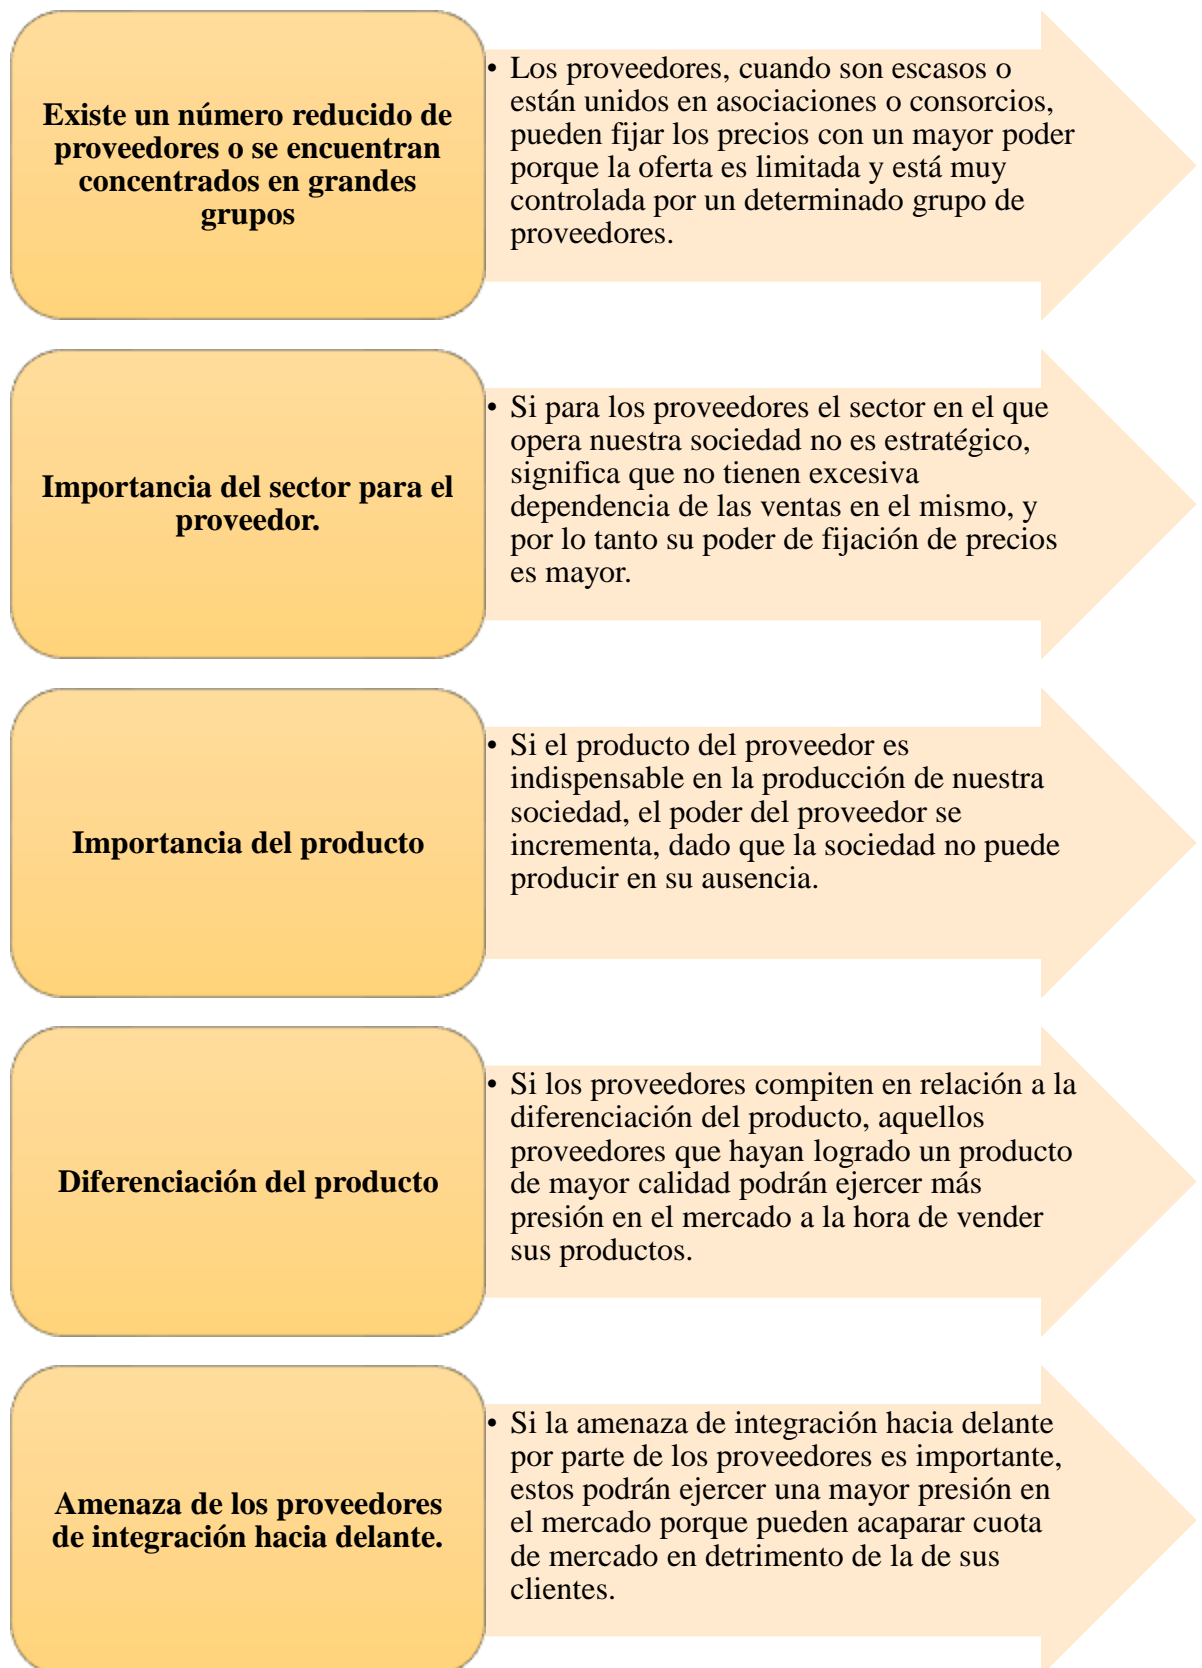 Existe un número reducido de
proveedores o se encuentran
concentrados en grandes
grupos
• Los proveedores, cuando son escasos o
están unidos en asociaciones o consorcios,
pueden fijar los precios con un mayor poder
porque la oferta es limitada y está muy
controlada por un determinado grupo de
proveedores.
Importancia del sector para el
proveedor.
• Si para los proveedores el sector en el que
opera nuestra sociedad no es estratégico,
significa que no tienen excesiva
dependencia de las ventas en el mismo, y
por lo tanto su poder de fijación de precios
es mayor.
Importancia del producto
• Si el producto del proveedor es
indispensable en la producción de nuestra
sociedad, el poder del proveedor se
incrementa, dado que la sociedad no puede
producir en su ausencia.
Diferenciación del producto
• Si los proveedores compiten en relación a la
diferenciación del producto, aquellos
proveedores que hayan logrado un producto
de mayor calidad podrán ejercer más
presión en el mercado a la hora de vender
sus productos.
Amenaza de los proveedores
de integración hacia delante.
• Si la amenaza de integración hacia delante
por parte de los proveedores es importante,
estos podrán ejercer una mayor presión en
el mercado porque pueden acaparar cuota
de mercado en detrimento de la de sus
clientes.